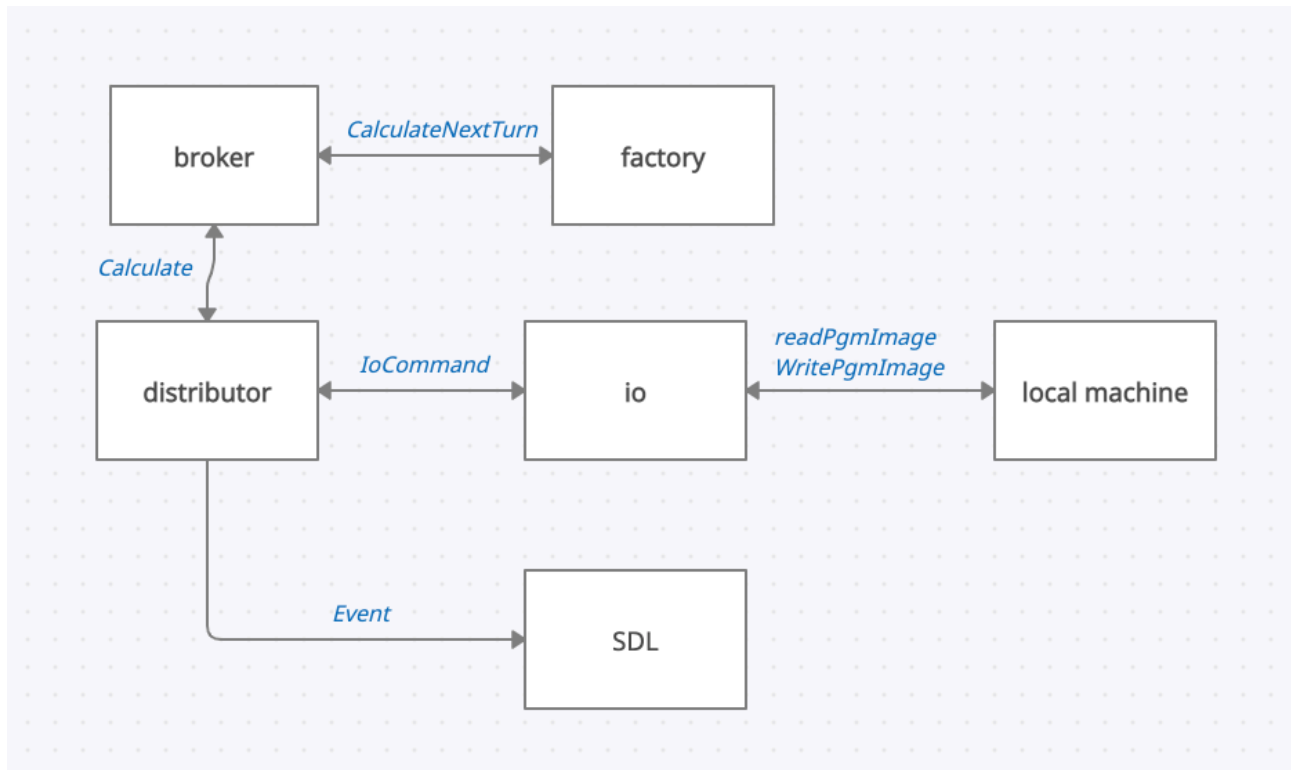 CalculateNextTurn
broker
factory
Calculate
readPgmImage
IoCommand
WritePgmImage
distributor
io
local machine
Event
SDL